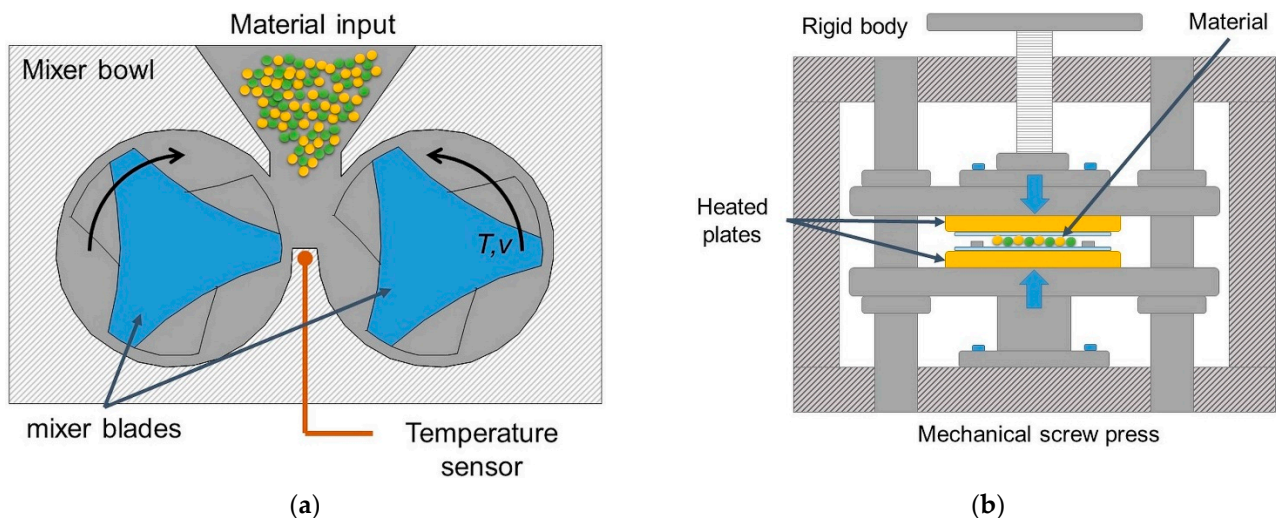 Material input
Mixer bowl
T,v
mixer blades
Temperature
sensor
(a)
Rigid body
Material
Heated
plates
Mechanical screw press
(b)